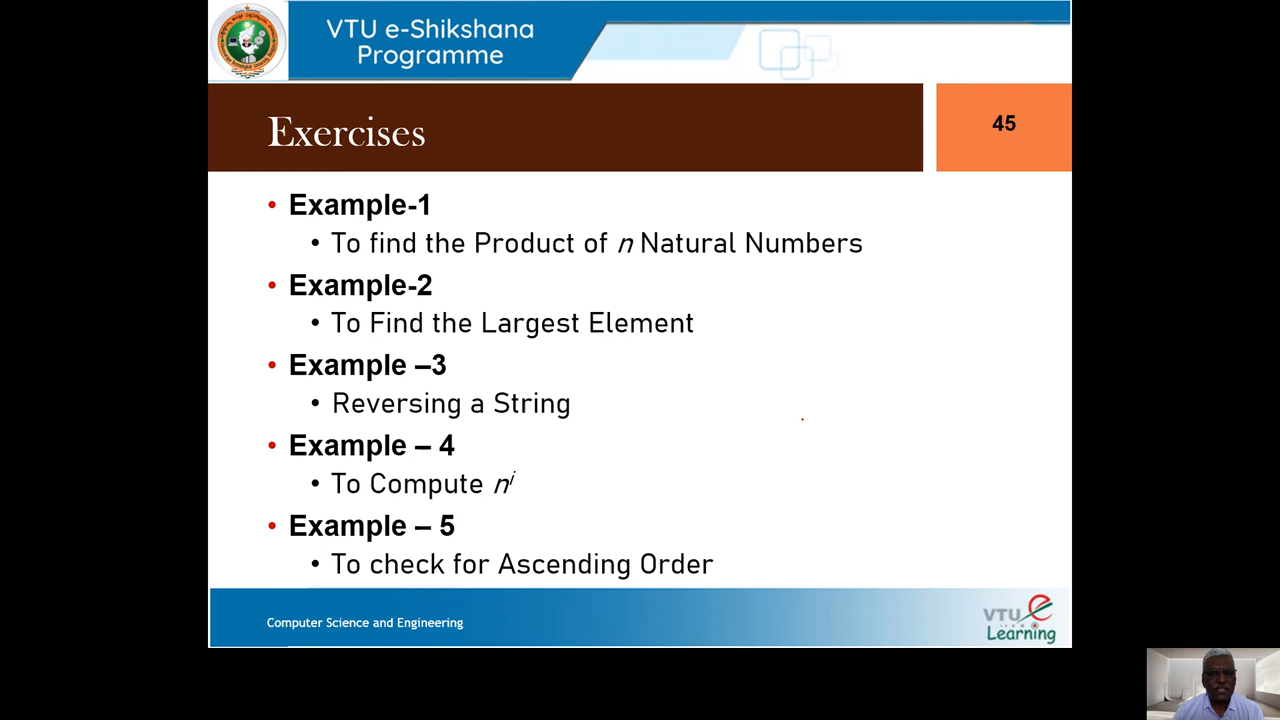 VTU e-Shikshana
Programme
Exercises
45
• Example-1
• To find the Product of n Natural Numbers
• Example-2
• To Find the Largest Element
• Example –3
• Reversing a String
• Example – 4
• To Compute nⁱ
• Example – 5
• To check for Ascending Order
Computer Science and Engineering
VTU e
Learning